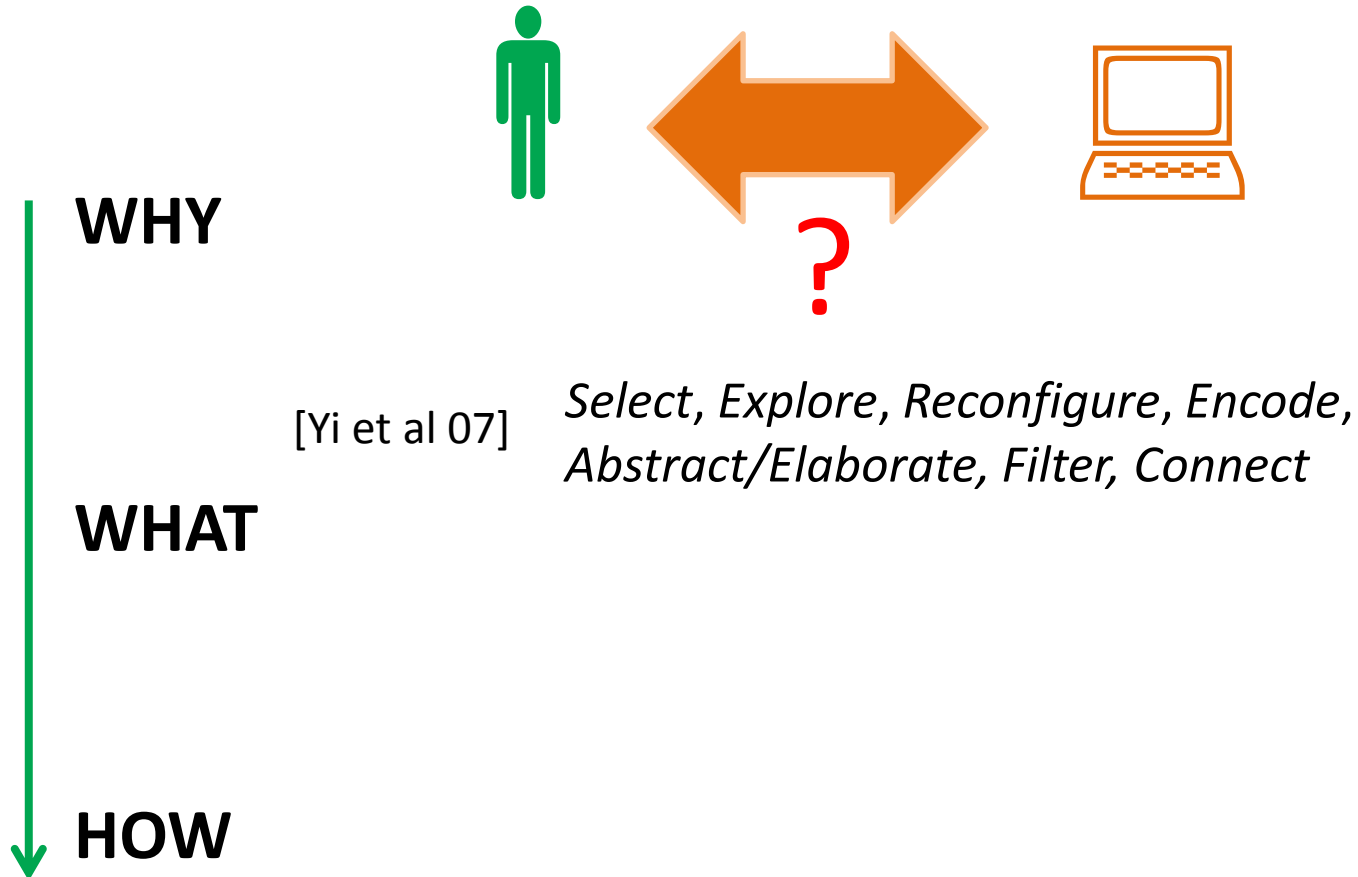 WHY
?
[Yi et al 07]
Select, Explore, Reconfigure, Encode,
Abstract/Elaborate, Filter, Connect
WHAT
HOW